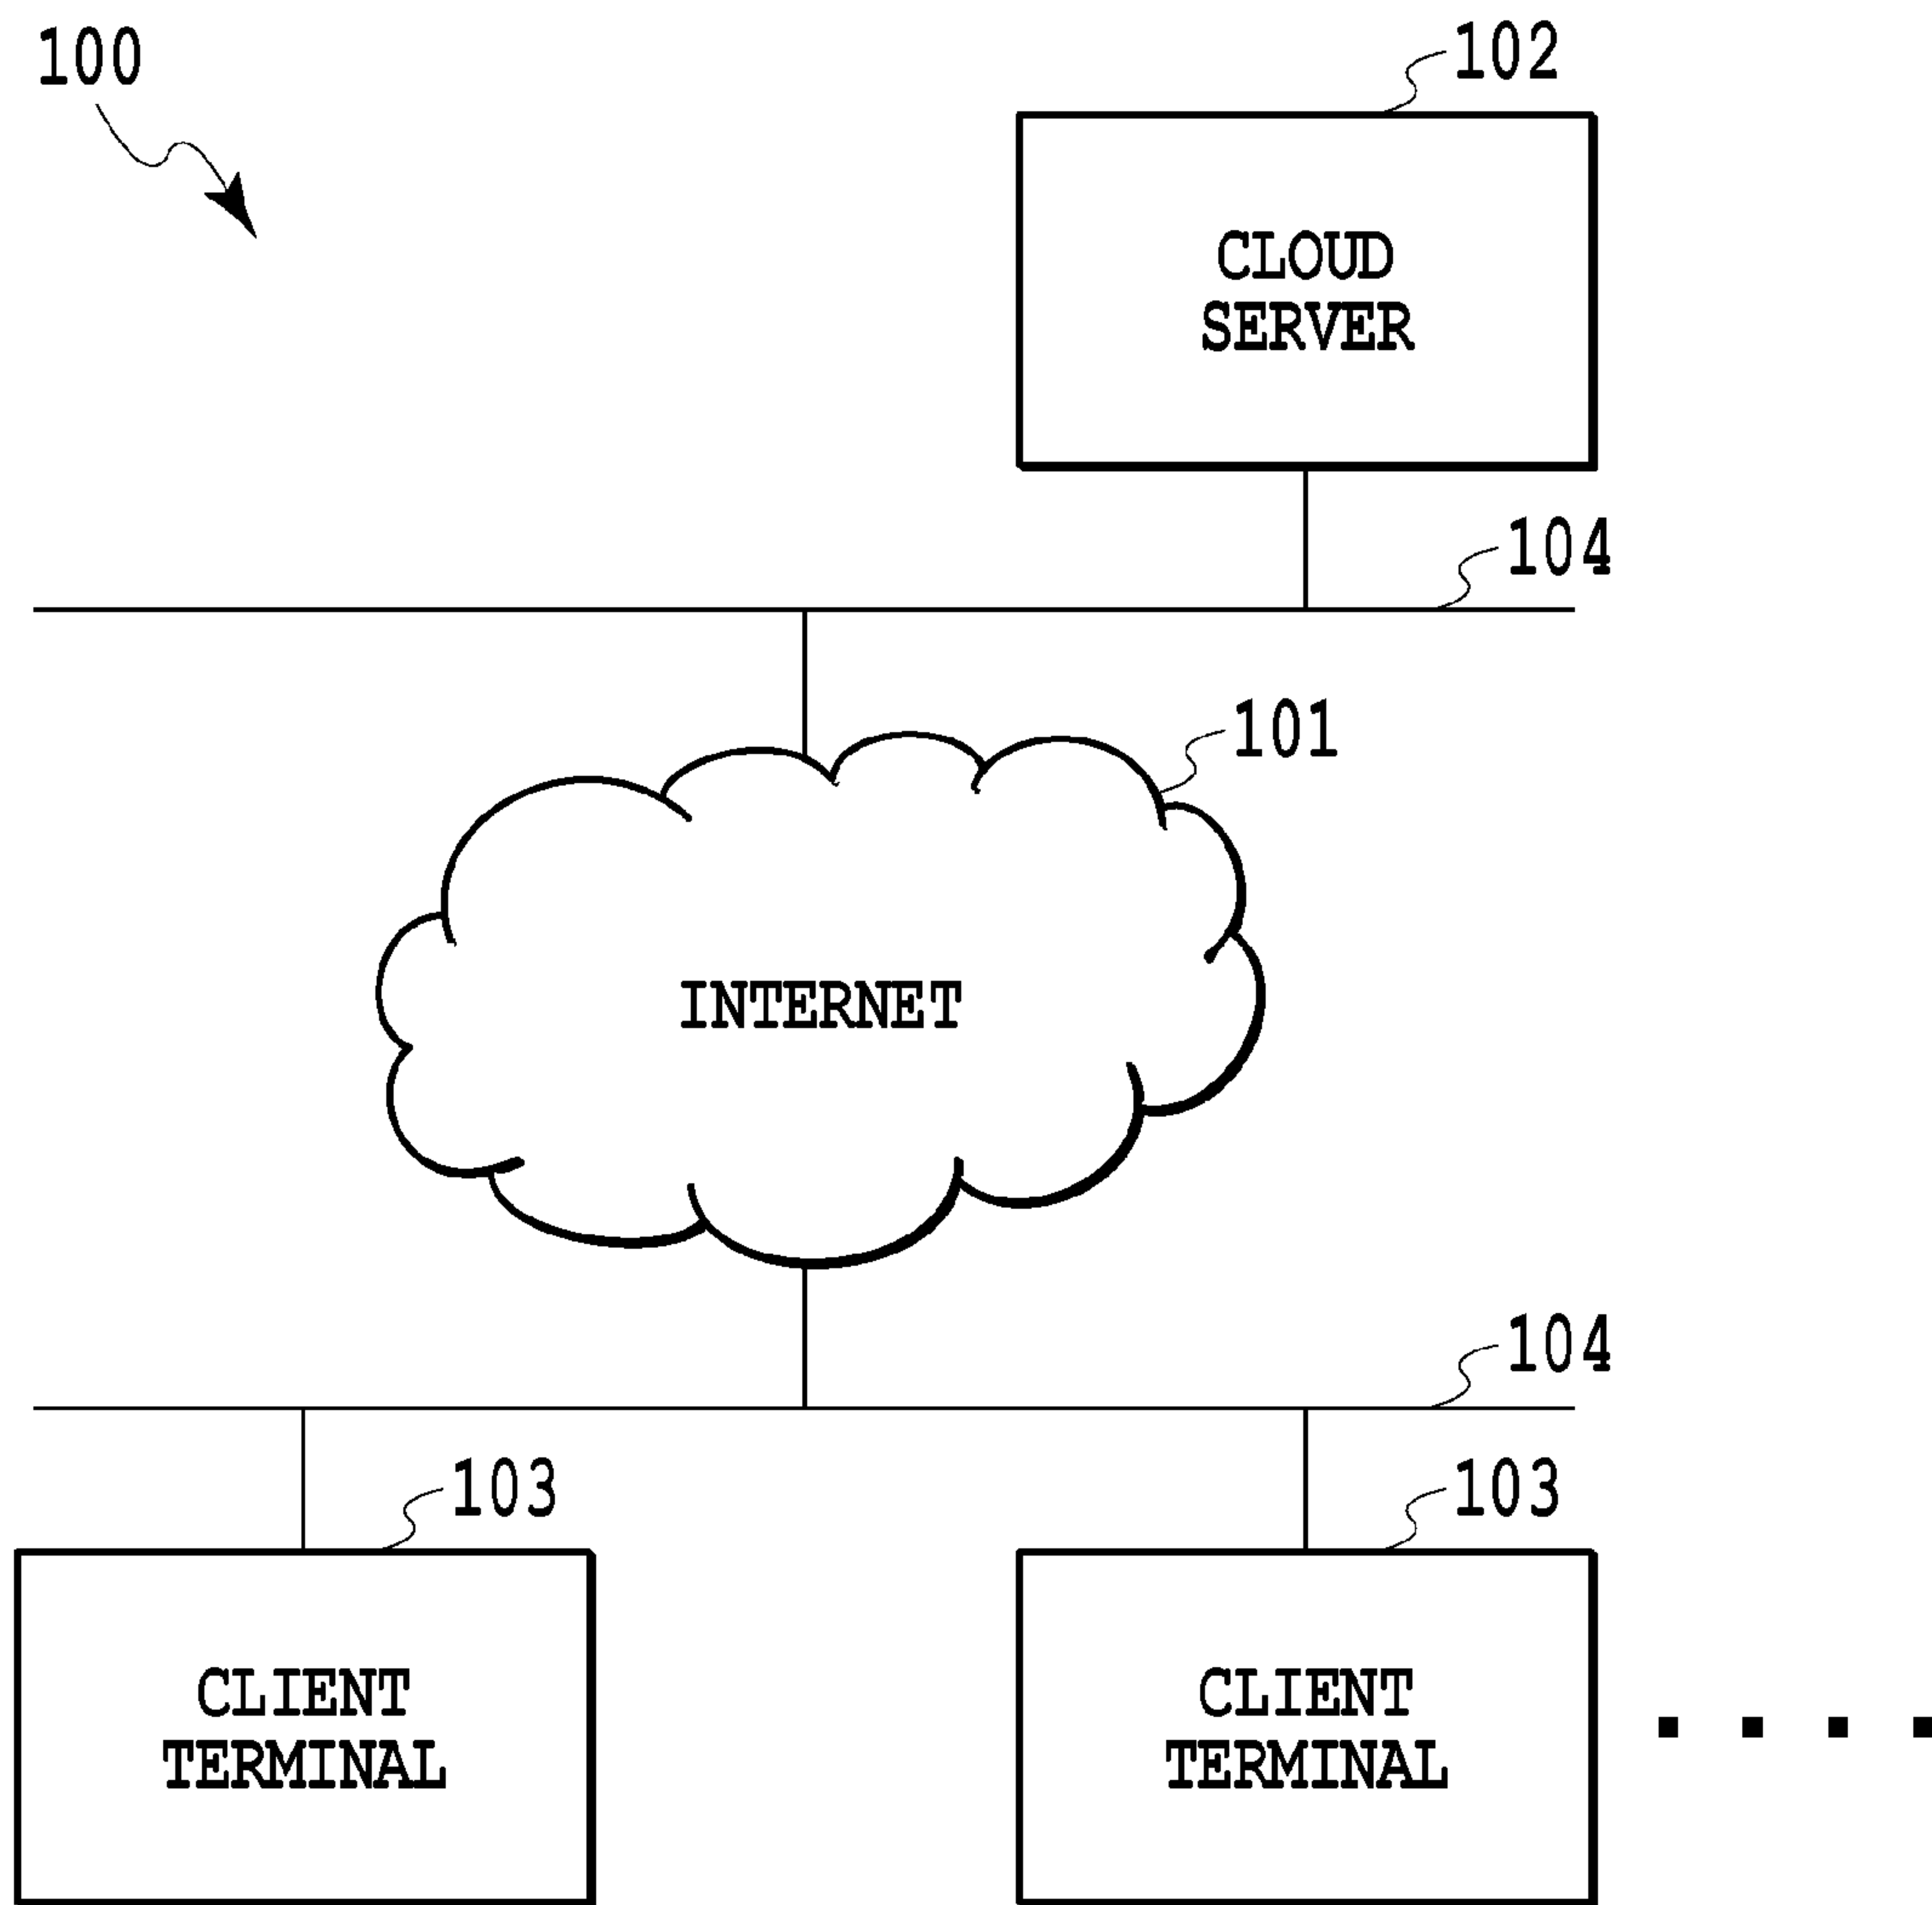 100
102
CLOUD
SERVER
104
101
INTERNET
104
103
103
CLIENT
TERMINAL
CLIENT
TERMINAL